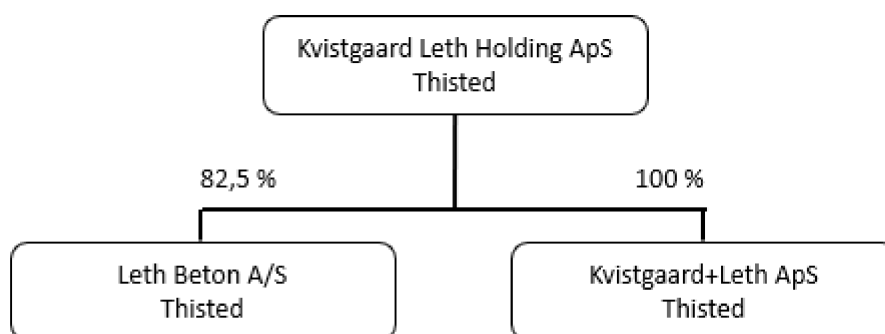 Kvistgaard Leth Holding ApS
Thisted
82,5 %
100 %
Leth Beton A/S
Thisted
Kvistgaard+Leth ApS
Thisted